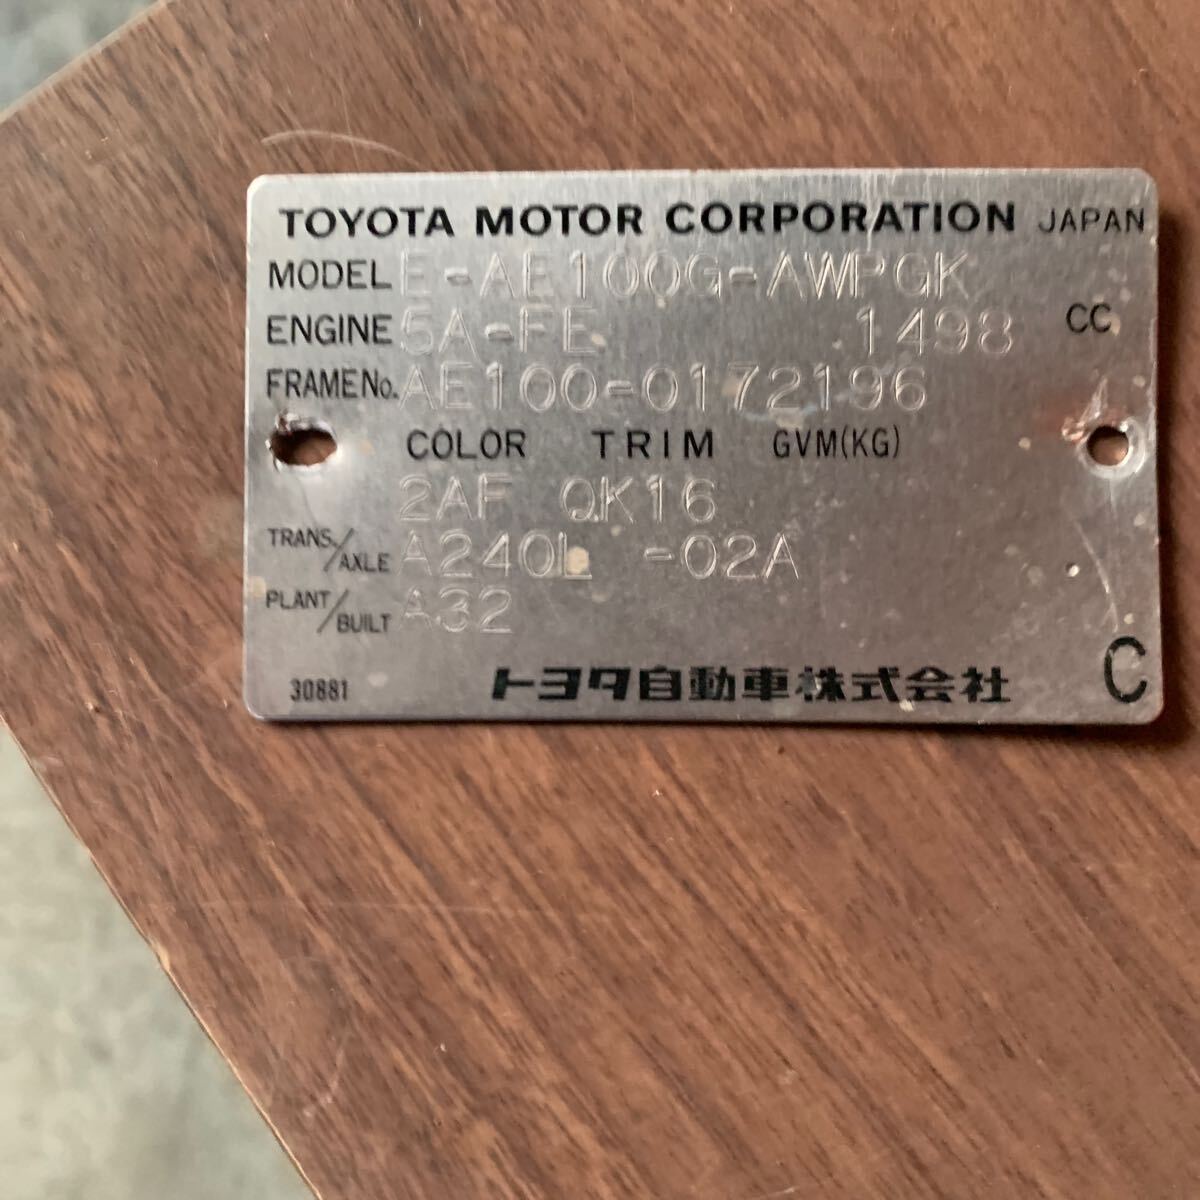 TOYOTA MOTOR CORPORATION JAPAN
MODEL E-AE100G-AWPGK
ENGINE 5A-FE 1498 CC
FRAME No. AE100-0172196
COLOR TRIM GVM(KG)
2AF QK16
TRANS./AXLE A240L -02A
PLANT/BUILT A32
30881 トヨタ自動車株式会社 C